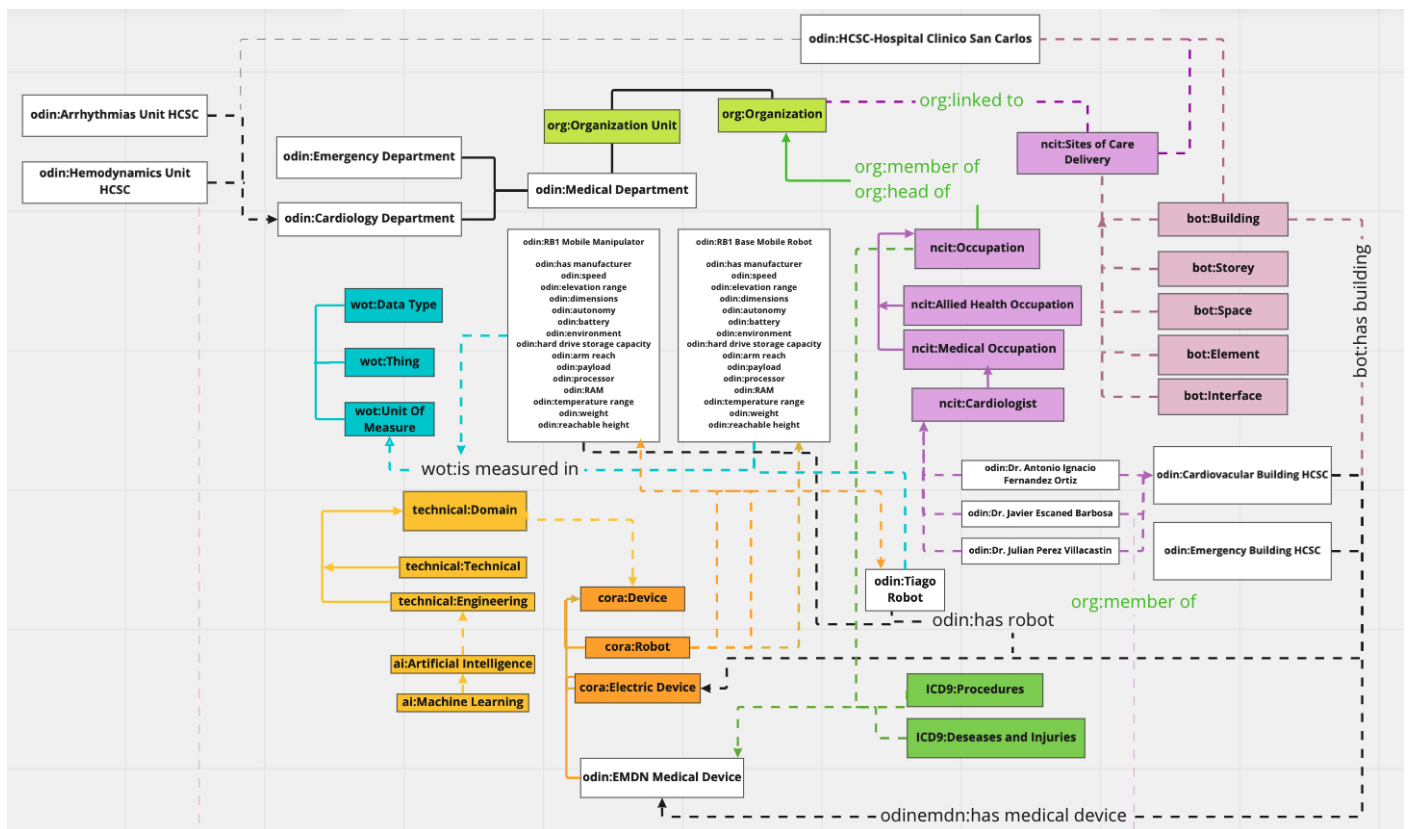 odin:HCSC-Hospital Clinico San Carlos
odin:Arrhythmias Unit HCSC
odin:Hemodynamics Unit
HCSC
odin:Emergency Department
odin:Cardiology Department
org:Organization Unit
org:Organization
odin:Medical Department
org:linked to
org:member of
org:head of
ncit:Sites of Care
Delivery
bot:Building
bot:Storey
bot:Space
bot:Element
bot:Interface
bot:has building
ncit:Occupation
ncit:Allied Health Occupation
ncit:Medical Occupation
ncit:Cardiologist
odin:RB1 Mobile Manipulator
odin:has manufacturer
odin:speed
odin:elevation range
odin:dimensions
odin:autonomy
odin:battery
odin:environment
odin:hard drive storage capacity
odin:arm reach
odin:payload
odin:processor
odin:RAM
odin:temperature range
odin:weight
odin:reachable height
odin:RB1 Base Mobile Robot
odin:has manufacturer
odin:speed
odin:elevation range
odin:dimensions
odin:autonomy
odin:battery
odin:environment
odin:hard drive storage capacity
odin:arm reach
odin:payload
odin:processor
odin:RAM
odin:temperature range
odin:weight
odin:reachable height
wot:Data Type
wot:Thing
wot:Unit Of
Measure
wot:is measured in
odin:Dr. Antonio Ignacio
Fernandez Ortiz
odin:Dr. Javier Escaned Barbosa
odin:Dr. Julian Perez Villacastin
odin:Cardiovacular Building HCSC
odin:Emergency Building HCSC
technical:Domain
technical:Technical
technical:Engineering
ai:Artificial Intelligence
ai:Machine Learning
cora:Device
cora:Robot
cora:Electric Device
odin:Tiago
Robot
org:member of
odin:has robot
ICD9:Procedures
ICD9:Deseases and Injuries
odin:EMDN Medical Device
odinemdn:has medical device